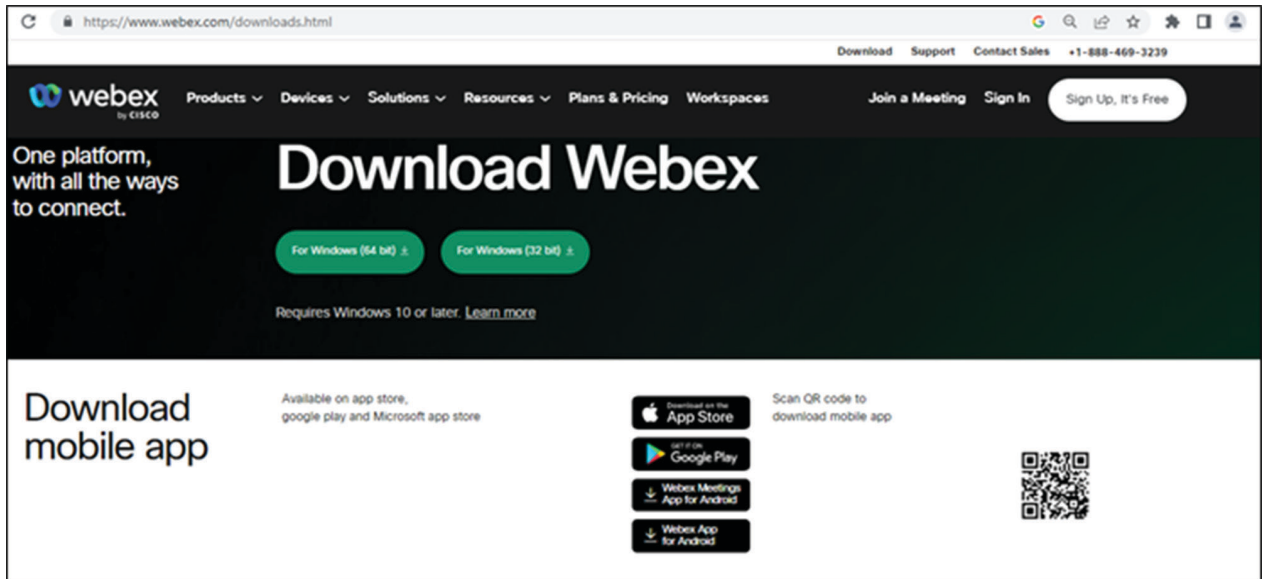 https://www.webex.com/downloads.html
Download Support Contact Sales +1-888-469-3239
webex
by CISCO
Products Devices Solutions Resources Plans & Pricing Workspaces Join a Meeting Sign In Sign Up, It's Free
One platform,
with all the ways
to connect.
Download Webex
For Windows (64 bit) For Windows (32 bit)
Requires Windows 10 or later. Learn more
Download
mobile app
Available on app store,
google play and Microsoft app store
Download on the
App Store
GET IT ON
Google Play
Webex Meetings
App for Android
Webex App
for Android
Scan QR code to
download mobile app